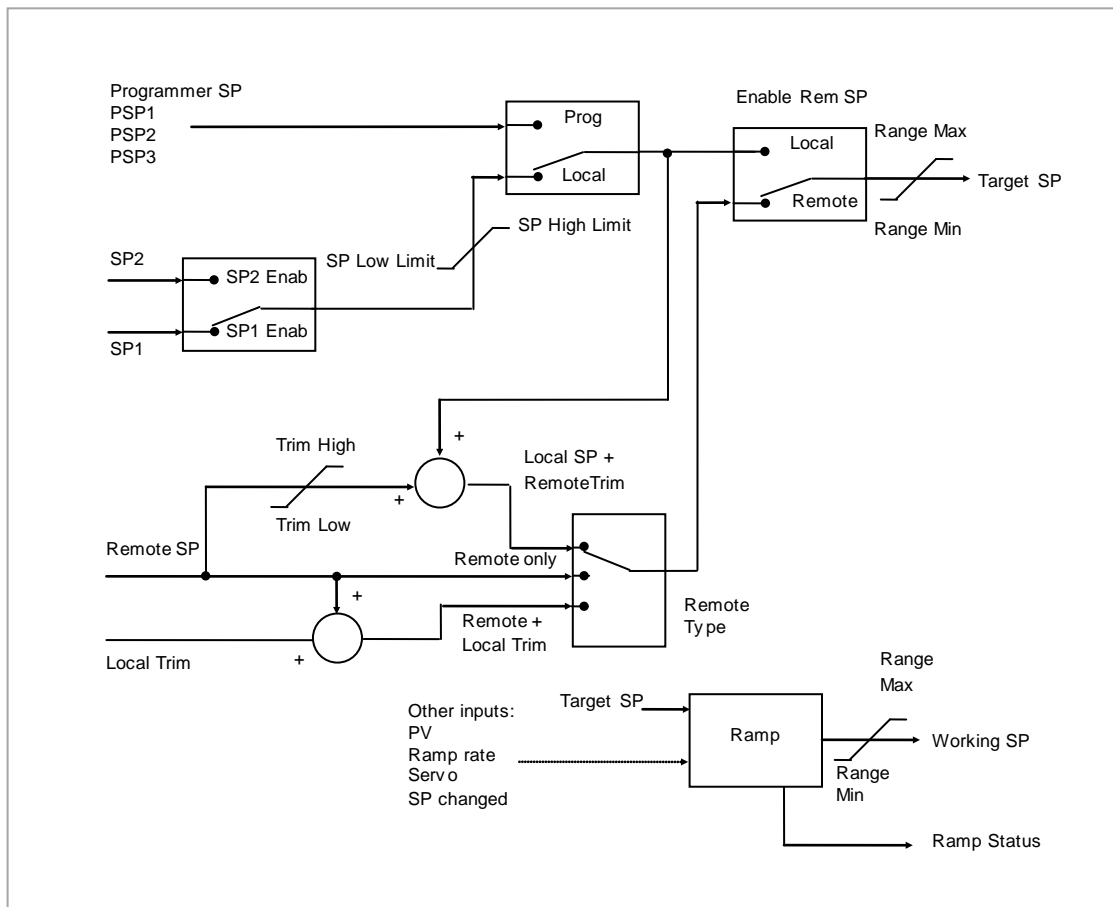 Programmer SP
PSP1
PSP2
PSP3
Prog
Local
Enable Rem SP
Local
Remote
Range Max
Range Min
Target SP
SP High Limit
SP Low Limit
SP2
SP2 Enab
SP1 Enab
SP1
+
Trim High
Trim Low
+
Local SP +
RemoteTrim
Remote SP
Remote only
+
Remote +
Local Trim
Remote
Type
+
Local Trim
Range
Max
Other inputs:
PV
Ramp rate
Servo
SP changed
Target SP
Ramp
Working SP
Range
Min
Ramp Status